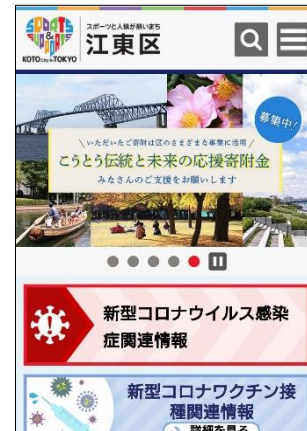 SPORTS
&
SUPPORTS
KOTO City in TOKYO
スポーツと人情が熱いまち
江東区
募集中!
いただいたご寄附は区のさまざまな事業に活用
こうとう伝統と未来の応援寄附金
みなさんのご支援をお願いします
新型コロナウイルス感染
症関連情報
新型コロナワクチン接
種関連情報
詳細を見る